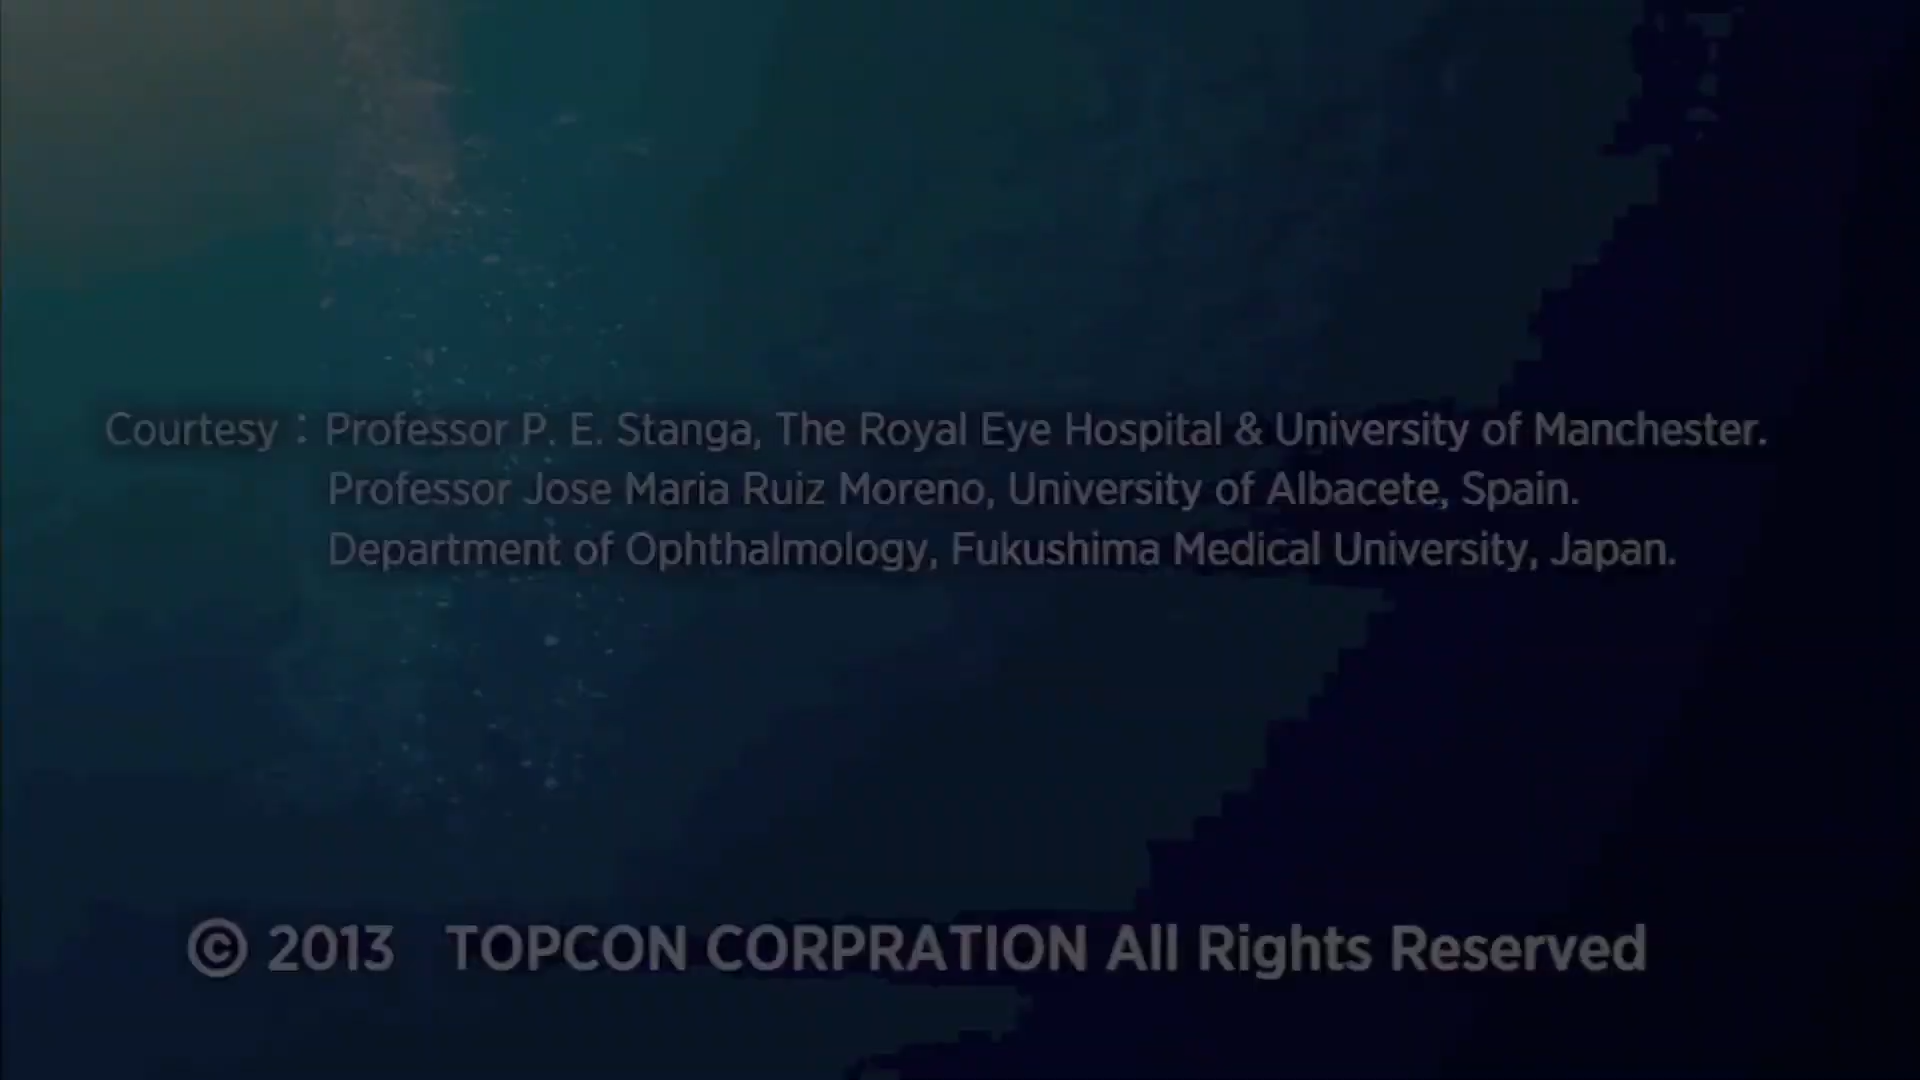 Courtesy : Professor P. E. Stanga, The Royal Eye Hospital & University of Manchester.
Professor Jose Maria Ruiz Moreno, University of Albacete, Spain.
Department of Ophthalmology, Fukushima Medical University, Japan.
© 2013 TOPCON CORPRATION All Rights Reserved